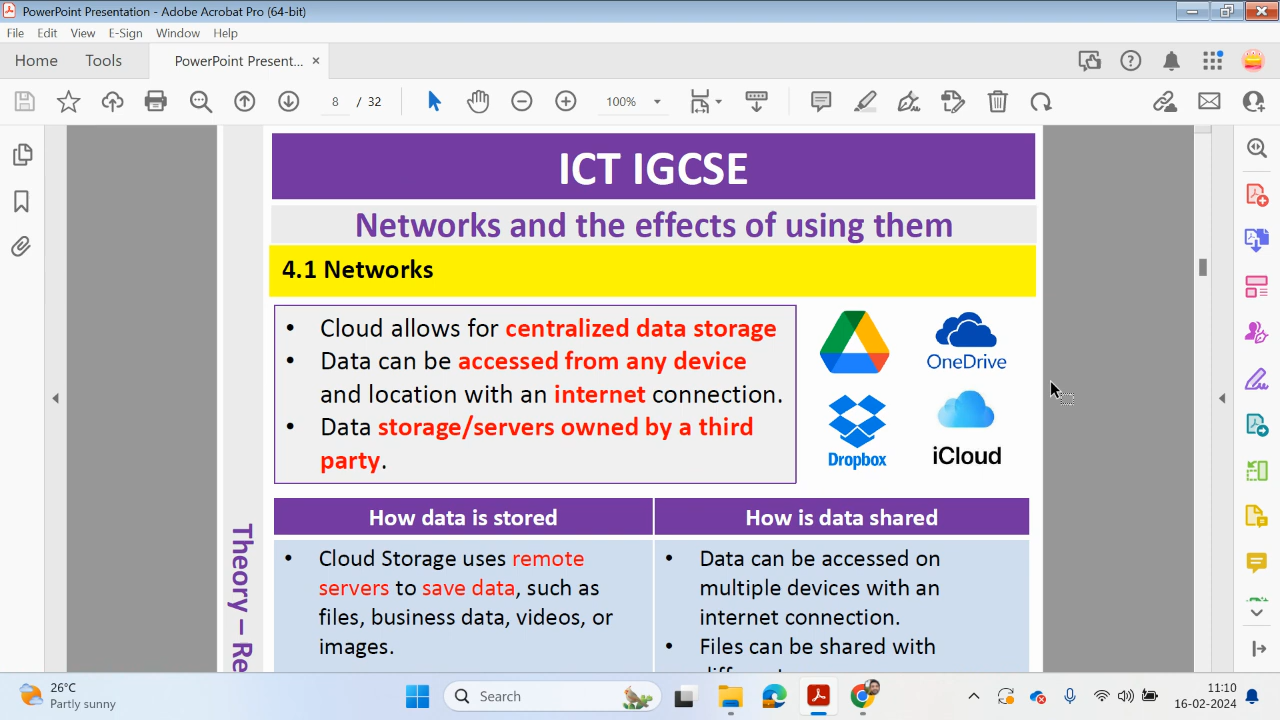 PowerPoint Presentation - Adobe Acrobat Pro (64-bit)
File Edit View E-Sign Window Help
Home Tools PowerPoint Present... ×
8 / 32 100%
ICT IGCSE
Networks and the effects of using them
4.1 Networks
• Cloud allows for centralized data storage
• Data can be accessed from any device
and location with an internet connection.
• Data storage/servers owned by a third
party.
OneDrive
Dropbox
iCloud
Theory – Re
How data is stored
• Cloud Storage uses remote
servers to save data, such as
files, business data, videos, or
images.
How is data shared
• Data can be accessed on
multiple devices with an
internet connection.
• Files can be shared with
26°C
Partly sunny
Search
11:10
16-02-2024